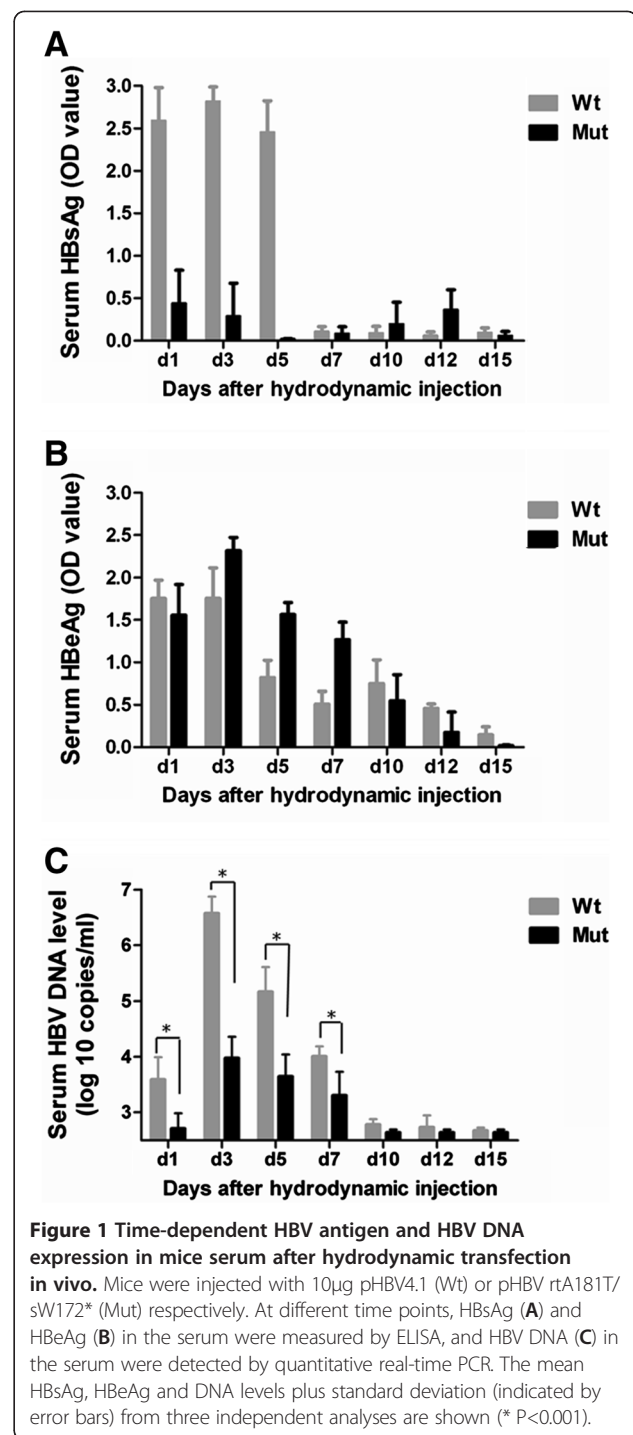 A
Serum HBsAg (OD value)
3.0
2.5
2.0
1.5
1.0
0.5
0.0
Wt
Mut
d1 d3 d5 d7 d10 d12 d15
Days after hydrodynamic injection
B
Serum HBeAg (OD value)
3.0
2.5
2.0
1.5
1.0
0.5
0.0
Wt
Mut
d1 d3 d5 d7 d10 d12 d15
Days after hydrodynamic injection
C
Serum HBV DNA level
(log 10 copies/ml)
7
6
5
4
3
* * * *
Wt
Mut
d1 d3 d5 d7 d10 d12 d15
Days after hydrodynamic injection
Figure 1 Time-dependent HBV antigen and HBV DNA
expression in mice serum after hydrodynamic transfection
in vivo. Mice were injected with 10μg pHBV4.1 (Wt) or pHBV rtA181T/
sW172* (Mut) respectively. At different time points, HBsAg (A) and
HBeAg (B) in the serum were measured by ELISA, and HBV DNA (C) in
the serum were detected by quantitative real-time PCR. The mean
HBsAg, HBeAg and DNA levels plus standard deviation (indicated by
error bars) from three independent analyses are shown (* P<0.001).